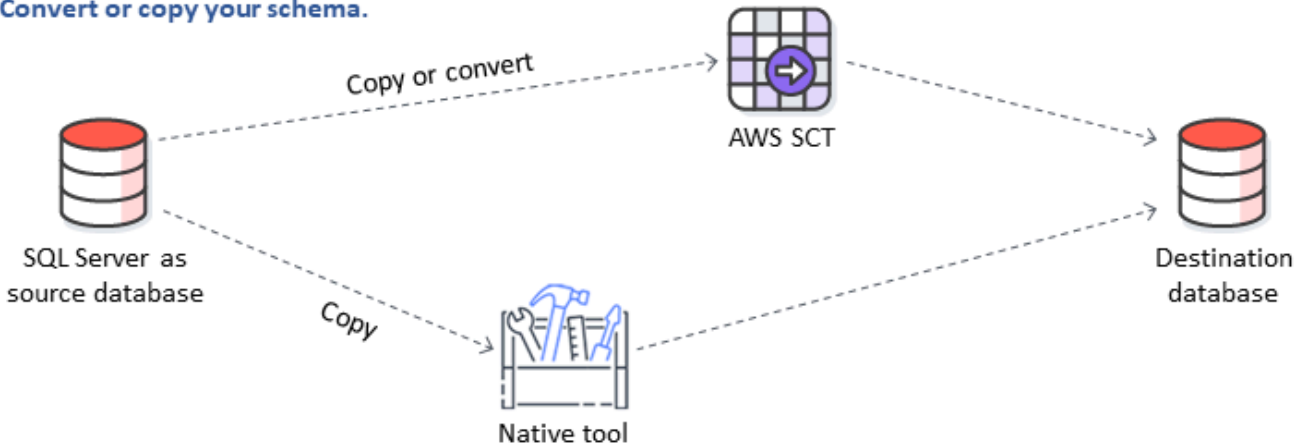 Convert or copy your schema.
Copy or convert
AWS SCT
SQL Server as
source database
Destination
database
Copy
Native tool